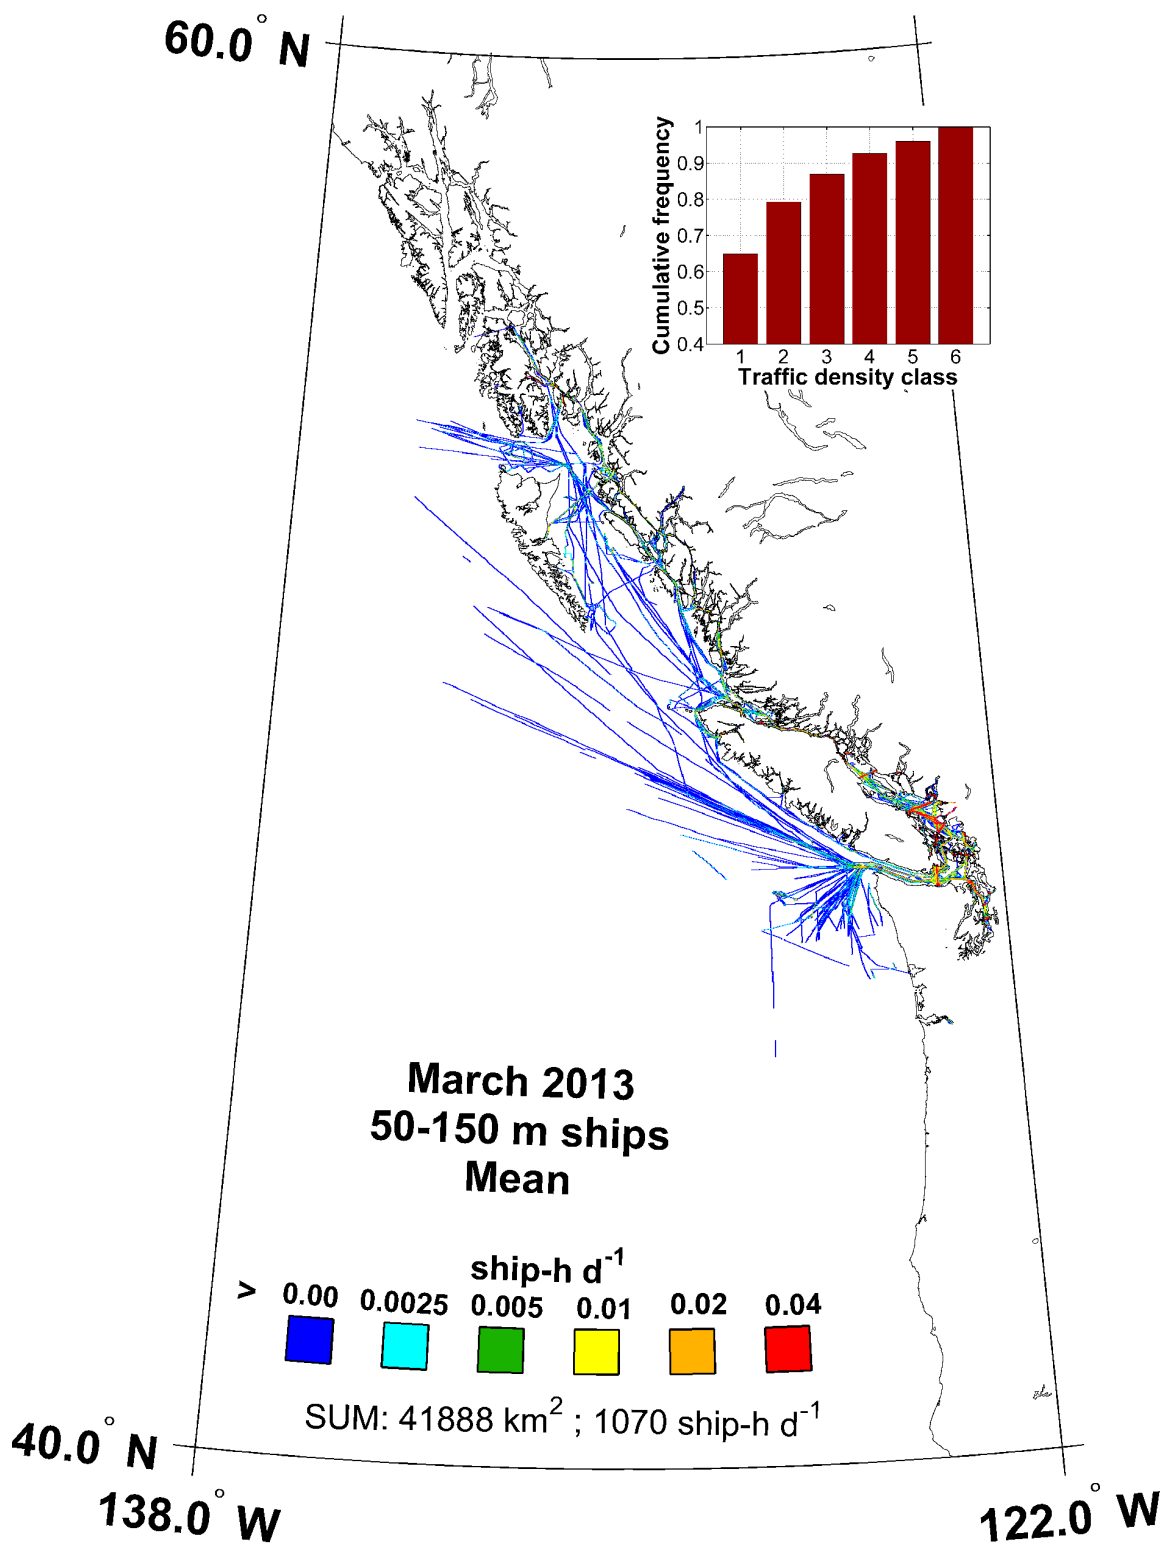 60.0° N
Cumulative frequency
1
0.9
0.8
0.7
0.6
0.5
0.4
1 2 3 4 5 6
Traffic density class
March 2013
50-150 m ships
Mean
ship-h d⁻¹
> 0.00 0.0025 0.005 0.01 0.02 0.04
SUM: 41888 km² ; 1070 ship-h d⁻¹
40.0° N
138.0° W
122.0° W